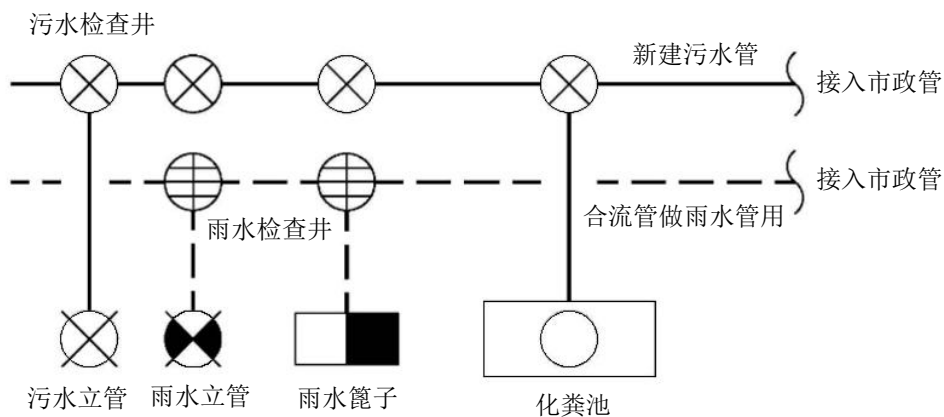 污水检查井
新建污水管
接入市政管
接入市政管
雨水检查井
合流管做雨水管用
污水立管
雨水立管
雨水篦子
化粪池